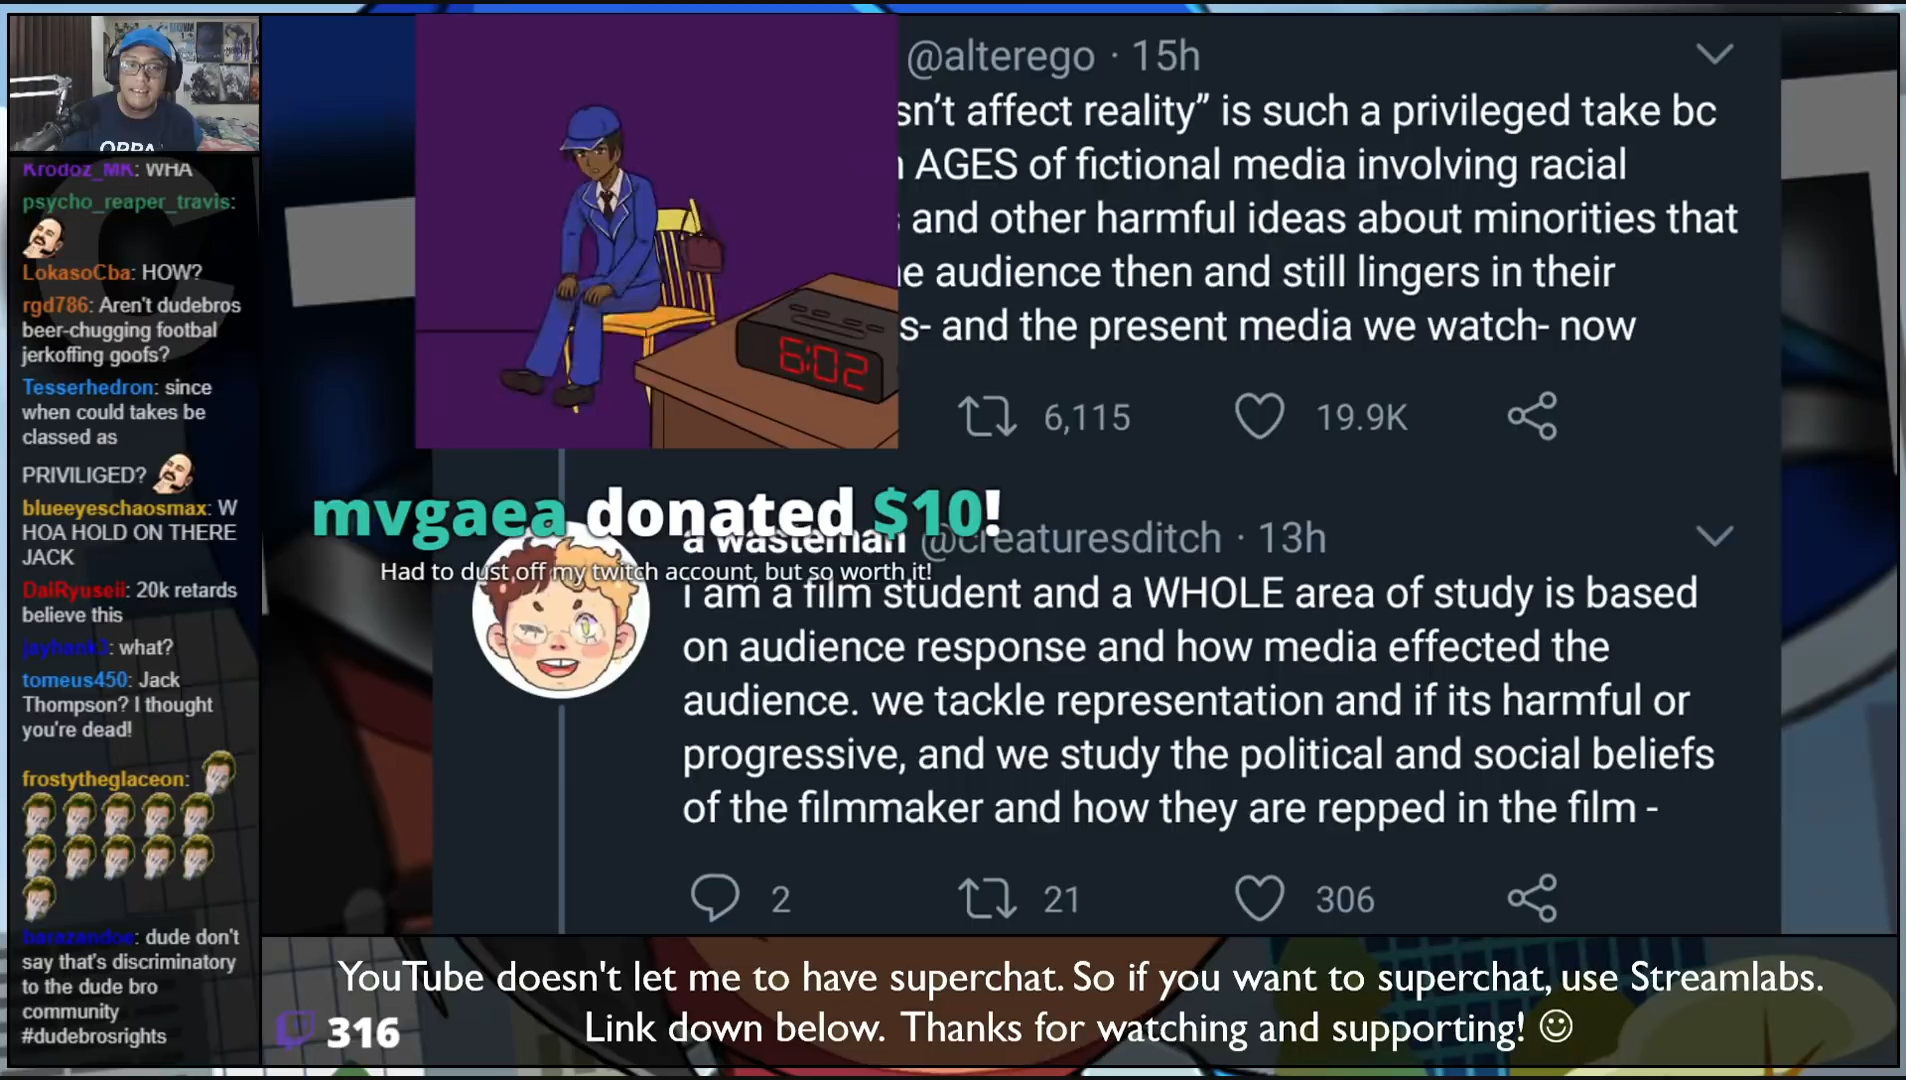 ORRA
Krodoz_MK: WHA
psycho_reaper_travis:
LokasoCba: HOW?
rgd786: Aren't dudebros
beer-chugging footbal
jerkoffing goofs?
Tesserhedron: since
when could takes be
classed as
PRIVILIGED?
blueeyeschaosmax: W
HOA HOLD ON THERE
JACK
DalRyuseii: 20k retards
believe this
jayhank3: what?
tomeus450: Jack
Thompson? I thought
you're dead!
frostytheglaceon:
barazandoe: dude don't
say that's discriminatory
to the dude bro
community
#dudebrosrights
@alterego · 15h
sn't affect reality” is such a privileged take bc
AGES of fictional media involving racial
and other harmful ideas about minorities that
e audience then and still lingers in their
s- and the present media we watch- now
6:02
6,115 19.9K
mvgaea donated $10!
Had to dust off my twitch account, but so worth it!
a wasteman @creaturesditch · 13h
i am a film student and a WHOLE area of study is based
on audience response and how media effected the
audience. we tackle representation and if its harmful or
progressive, and we study the political and social beliefs
of the filmmaker and how they are repped in the film -
2 21 306
YouTube doesn't let me to have superchat. So if you want to superchat, use Streamlabs.
Link down below. Thanks for watching and supporting! ☺
316